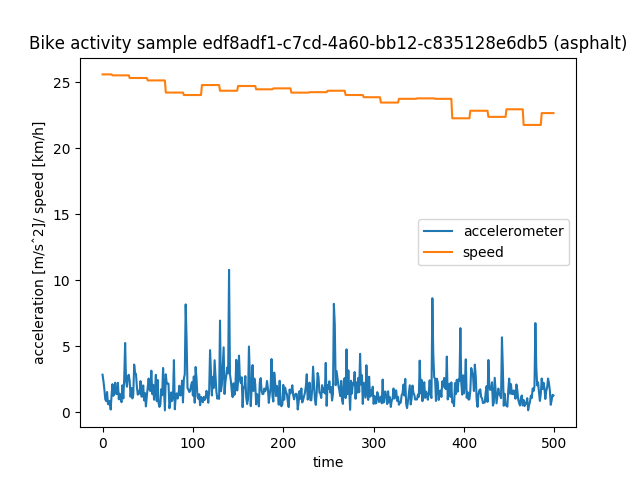 Bike activity sample edf8adf1-c7cd-4a60-bb12-c835128e6db5 (asphalt)
acceleration [m/s^2]/ speed [km/h]
25
20
15
10
5
0
accelerometer
speed
0 100 200 300 400 500
time